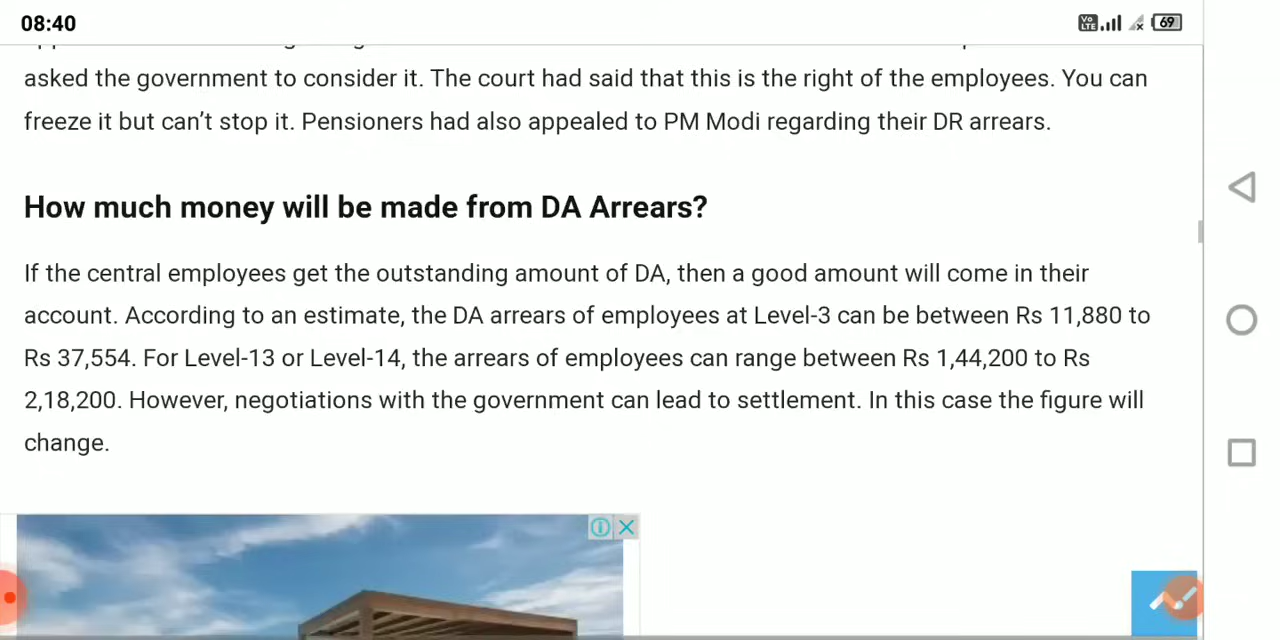 08:40
Vo LTE
69
asked the government to consider it. The court had said that this is the right of the employees. You can
freeze it but can’t stop it. Pensioners had also appealed to PM Modi regarding their DR arrears.
How much money will be made from DA Arrears?
If the central employees get the outstanding amount of DA, then a good amount will come in their
account. According to an estimate, the DA arrears of employees at Level-3 can be between Rs 11,880 to
Rs 37,554. For Level-13 or Level-14, the arrears of employees can range between Rs 1,44,200 to Rs
2,18,200. However, negotiations with the government can lead to settlement. In this case the figure will
change.